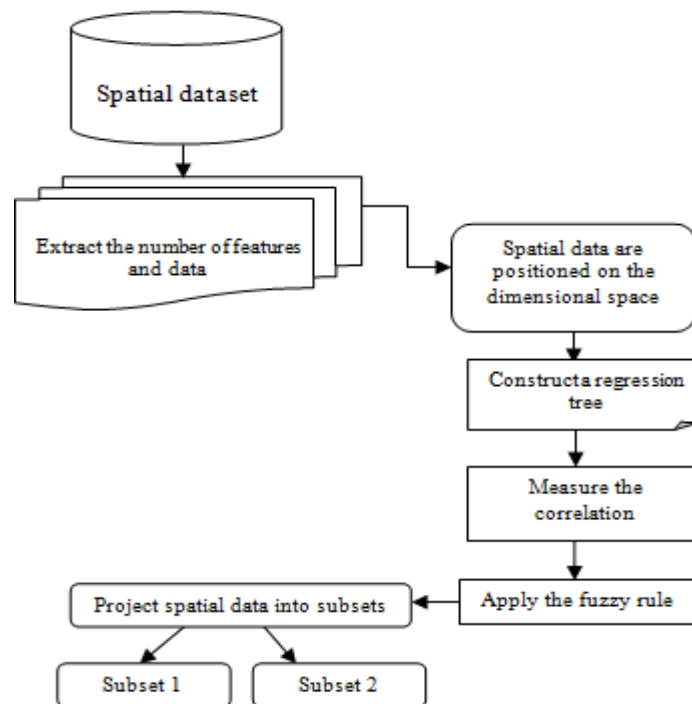 Spatial dataset
Extract the number of features
and data
Spatial data are
positioned on the
dimensional space
Construct a regression
tree
Measure the
correlation
Apply the fuzzy rule
Project spatial data into subsets
Subset 1
Subset 2